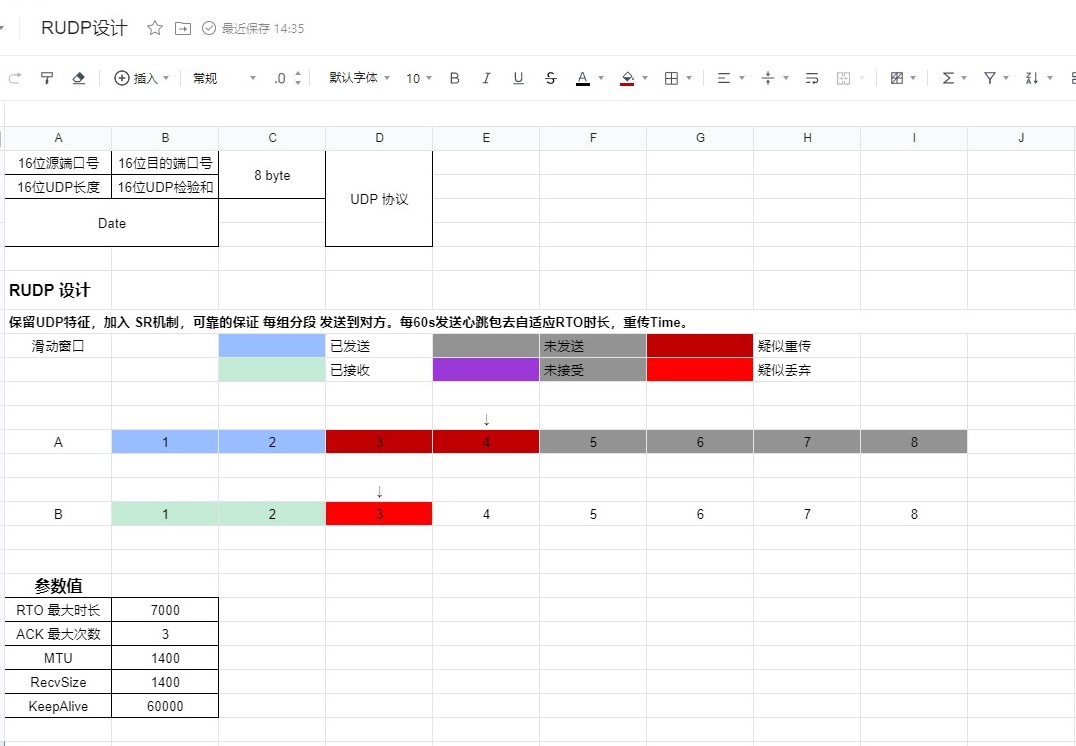 RUDP设计 最近保存 14:35
插入 常规 .0 默认字体 10 B I U S A
A B C D E F G H I J
16位源端口号 16位目的端口号 8 byte
16位UDP长度 16位UDP检验和
UDP 协议
Date
RUDP 设计
保留UDP特征，加入 SR机制，可靠的保证 每组分段 发送到对方。每60s发送心跳包去自适应RTO时长，重传Time。
滑动窗口 已发送 未发送 疑似重传
已接收 未接受 疑似丢弃
↓
A 1 2 3 4 5 6 7 8
↓
B 1 2 3 4 5 6 7 8
参数值
RTO 最大时长 7000
ACK 最大次数 3
MTU 1400
RecvSize 1400
KeepAlive 60000